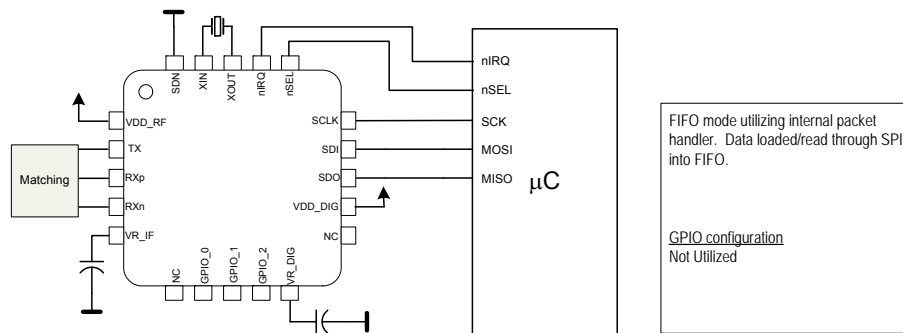 SDN
XIN
XOUT
nIRQ
nSEL
VDD_RF
TX
RXp
RXn
VR_IF
Matching
SCLK
SDI
SDO
VDD_DIG
NC
NC
GPIO_0
GPIO_1
GPIO_2
VR_DIG
nIRQ
nSEL
SCK
MOSI
MISO
μC
FIFO mode utilizing internal packet
handler. Data loaded/read through SPI
into FIFO.
GPIO configuration
Not Utilized